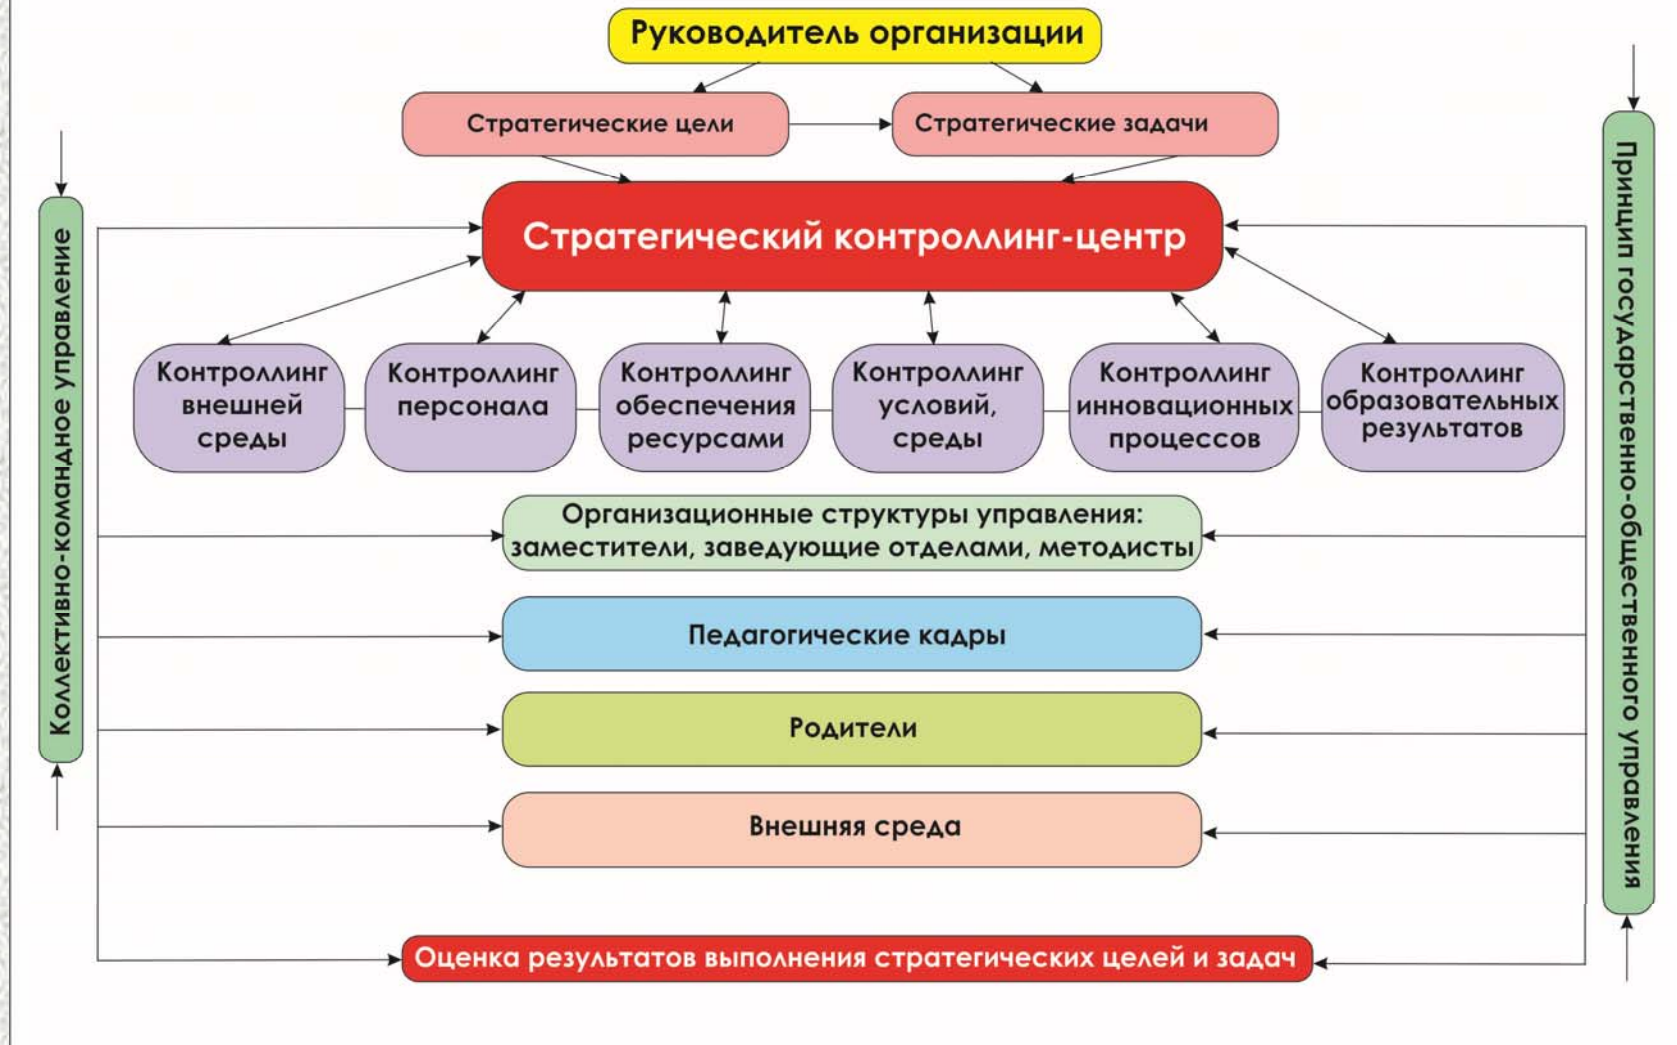 Руководитель организации
Стратегические цели
Стратегические задачи
Стратегический контроллинг-центр
Контроллинг
внешней
среды
Контроллинг
персонала
Контроллинг
обеспечения
ресурсами
Контроллинг
условий,
среды
Контроллинг
инновационных
процессов
Контроллинг
образовательных
результатов
Организационные структуры управления:
заместители, заведующие отделами, методисты
Педагогические кадры
Родители
Внешняя среда
Оценка результатов выполнения стратегических целей и задач
Коллективно-командное управление
Принцип государственно-общественного управления